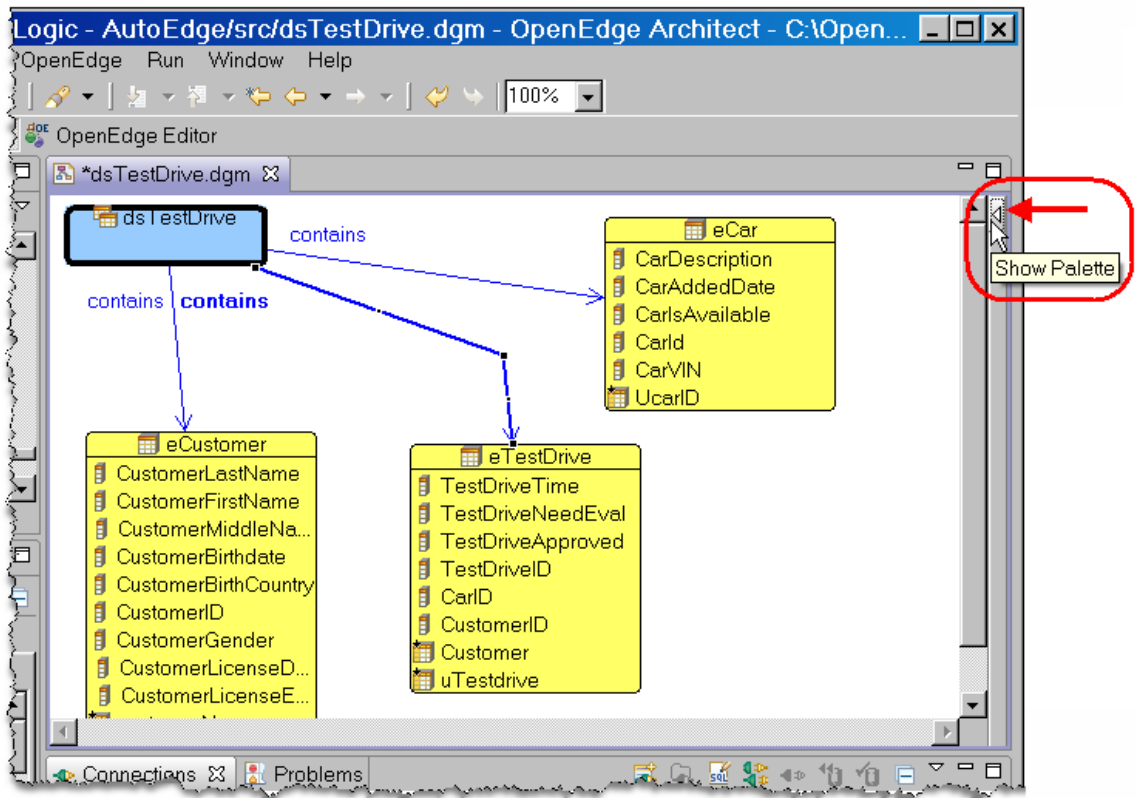 Logic - AutoEdge/src/dsTestDrive.dgm - OpenEdge Architect - C:\Open...
OpenEdge Run Window Help
100%
OpenEdge Editor
*dsTestDrive.dgm
dsTestDrive
contains
contains contains
eCar
CarDescription
CarAddedDate
CarIsAvailable
CarId
CarVIN
UcarID
Show Palette
eCustomer
CustomerLastName
CustomerFirstName
CustomerMiddleNa...
CustomerBirthdate
CustomerBirthCountry
CustomerID
CustomerGender
CustomerLicenseD...
CustomerLicenseE...
eTestDrive
TestDriveTime
TestDriveNeedEval
TestDriveApproved
TestDriveID
CarID
CustomerID
Customer
uTestdrive
Connections Problems